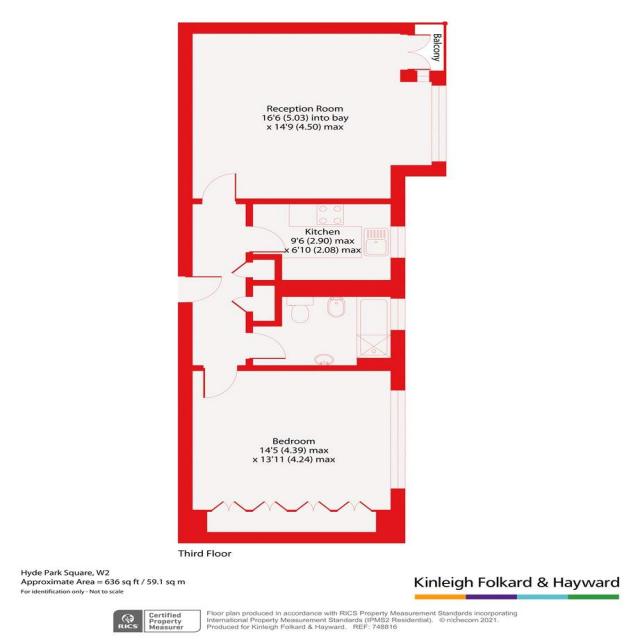 Balcony
Reception Room
16'6 (5.03) into bay
x 14'9 (4.50) max
Kitchen
9'6 (2.90) max
x 6'10 (2.08) max
Bedroom
14'5 (4.39) max
x 13'11 (4.24) max
Third Floor
Hyde Park Square, W2
Approximate Area = 636 sq ft / 59.1 sq m
For identification only - Not to scale
Kinleigh Folkard & Hayward
RICS
Certified
Property
Measurer
Floor plan produced in accordance with RICS Property Measurement Standards incorporating
International Property Measurement Standards (IPMS2 Residential). © nichecom 2021.
Produced for Kinleigh Folkard & Hayward. REF: 748816